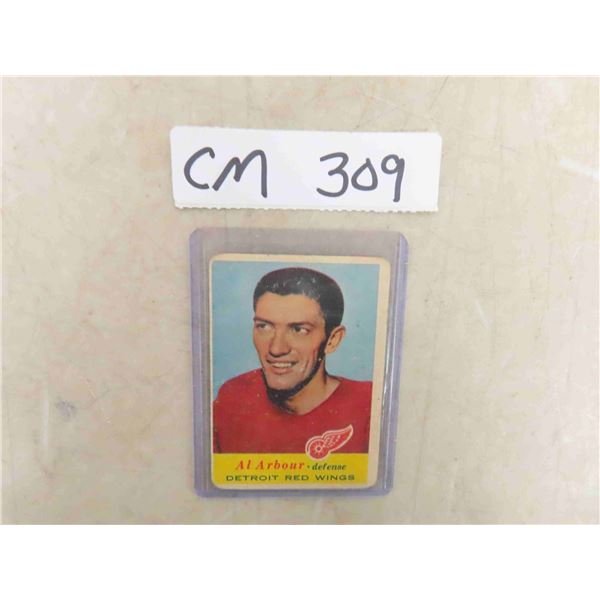 CM 309
Al Arbour • defense
DETROIT RED WINGS